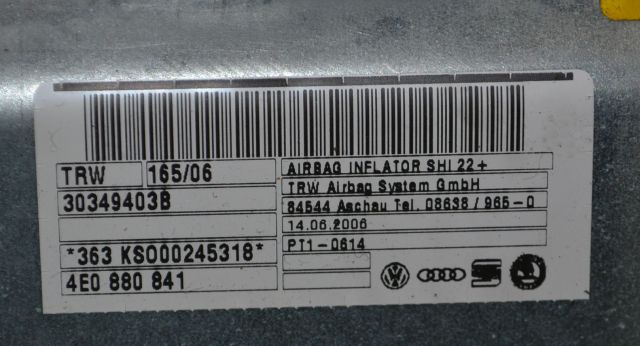 TRW 165/06
30349403B
*363 KS000245318*
4E0 880 841
AIRBAG INFLATOR SHI 22+
TRW Airbag System GmbH
84544 Aschau Tel. 08638 / 965-0
14.06.2006
PT1-0614